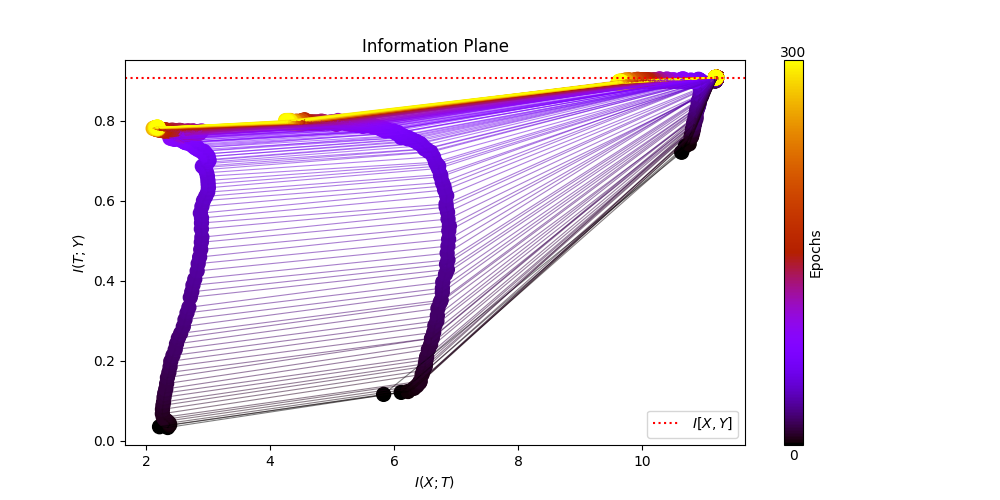 Information Plane
300
0.8
0.6
0.4
0.2
0.0
I(T; Y)
I[X, Y]
2
4
6
8
10
I(X; T)
Epochs
0